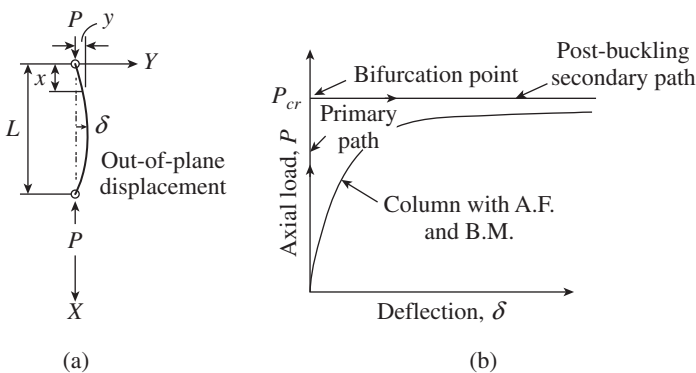 P
y
Y
x
L
δ
Out-of-plane
displacement
P
X
(a)
Post-buckling
secondary path
Bifurcation point
P_cr
Primary
path
Axial load, P
Column with A.F.
and B.M.
Deflection, δ
(b)